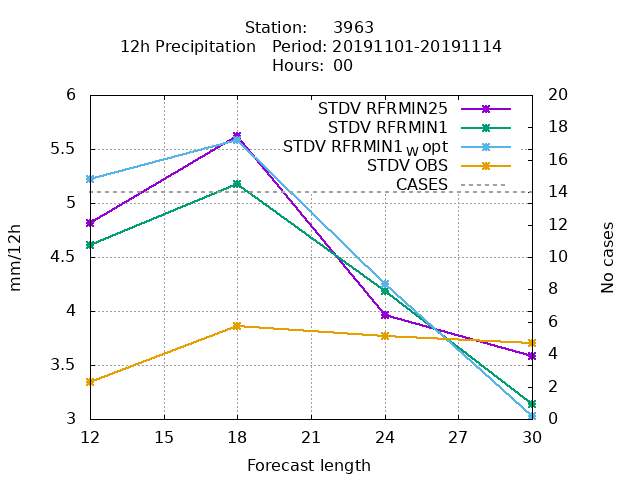 Station: 3963
12h Precipitation Period: 20191101-20191114
Hours: 00
6
5.5
5
4.5
4
3.5
3
mm/12h
STDV RFRMIN25
STDV RFRMIN1
STDV RFRMIN1 w opt
STDV OBS
CASES
20
18
16
14
12
10
8
6
4
2
0
No cases
12 15 18 21 24 27 30
Forecast length